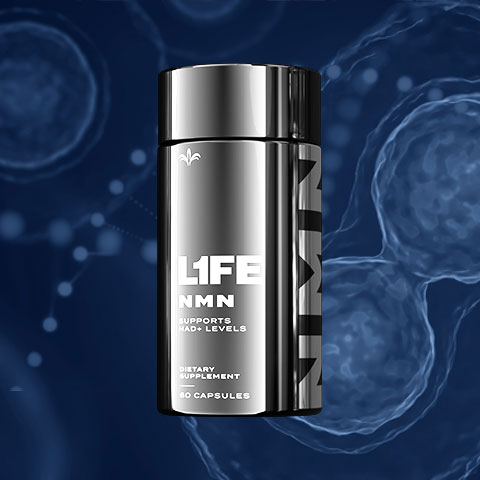 L1FE
NMN
SUPPORTS
NAD+ LEVELS
DIETARY
SUPPLEMENT
60 CAPSULES
NMN